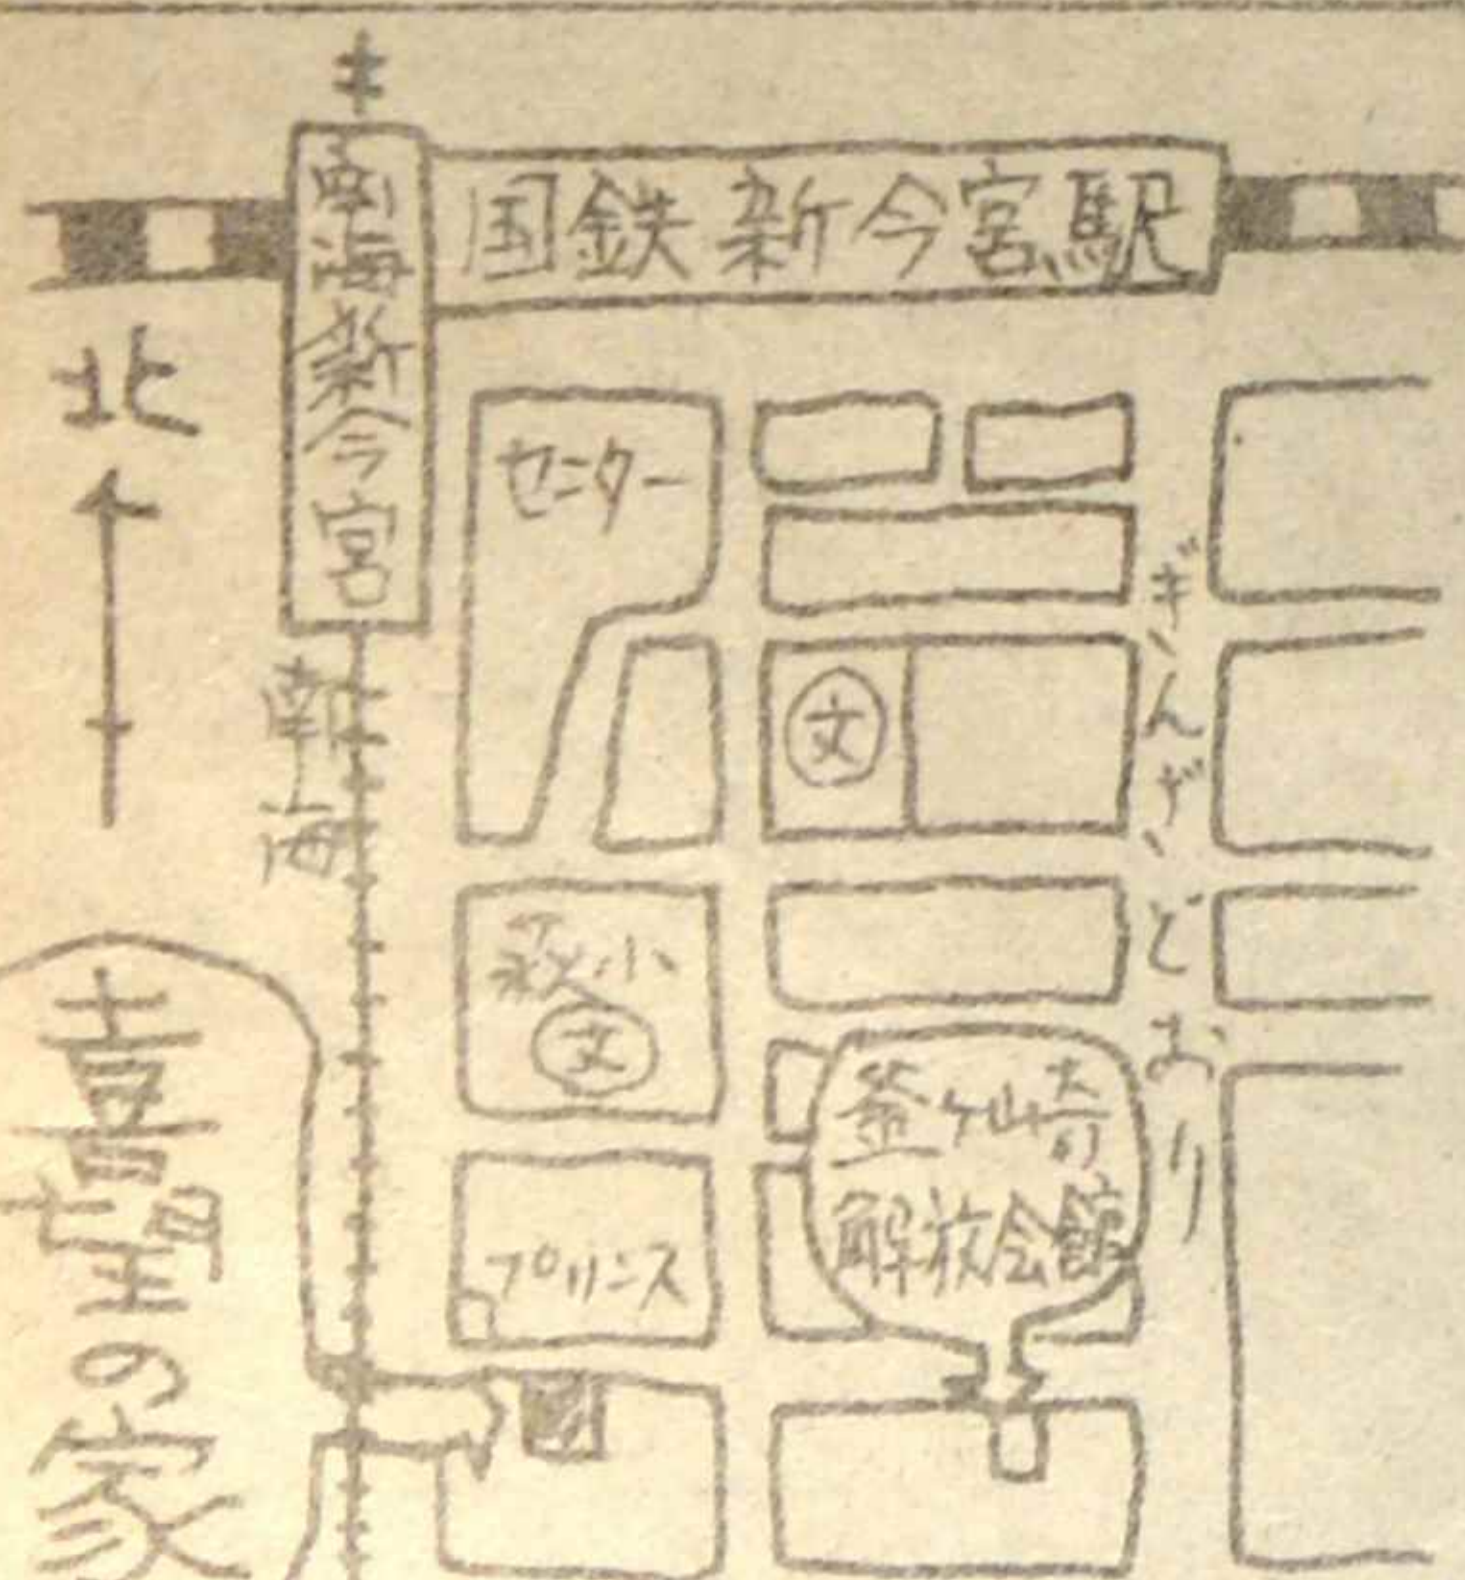 南海新今宮
国鉄新今宮駅
北
センター
南海
文
ぎんざどおり
萩小
文
釜ヶ崎
解放会館
プリンス
喜望の家